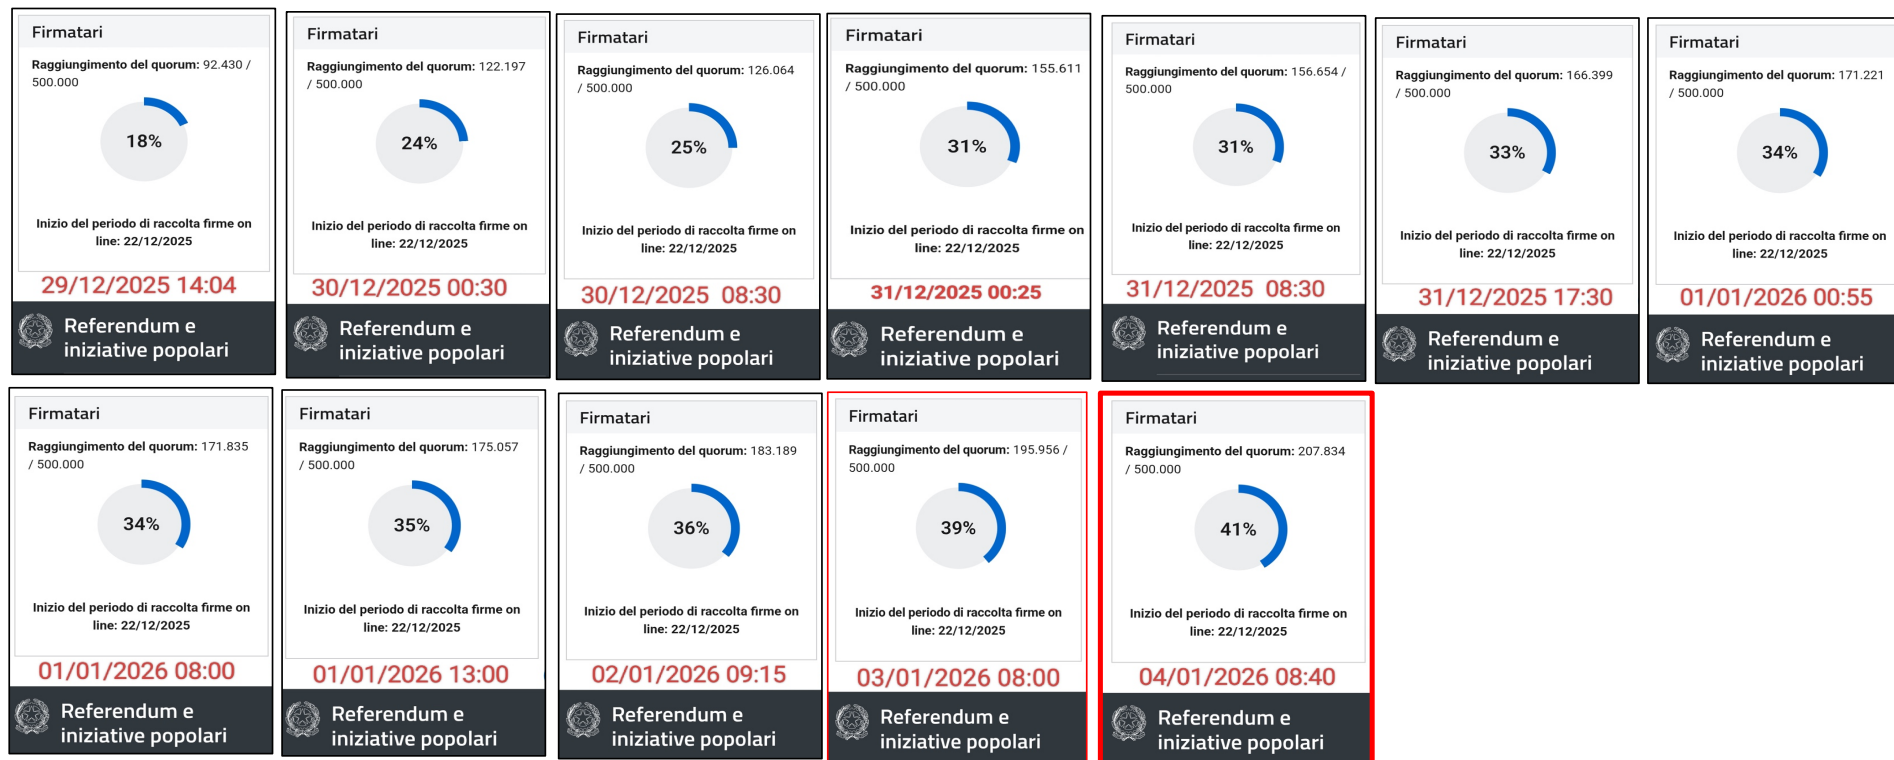 Firmatari
Raggiungimento del quorum: 92.430 /
500.000
18%
Inizio del periodo di raccolta firme on
line: 22/12/2025
29/12/2025 14:04
Referendum e
iniziative popolari
Firmatari
Raggiungimento del quorum: 122.197
/ 500.000
24%
Inizio del periodo di raccolta firme on
line: 22/12/2025
30/12/2025 00:30
Referendum e
iniziative popolari
Firmatari
Raggiungimento del quorum: 126.064
/ 500.000
25%
Inizio del periodo di raccolta firme on
line: 22/12/2025
30/12/2025 08:30
Referendum e
iniziative popolari
Firmatari
Raggiungimento del quorum: 155.611
/ 500.000
31%
Inizio del periodo di raccolta firme on
line: 22/12/2025
31/12/2025 00:25
Referendum e
iniziative popolari
Firmatari
Raggiungimento del quorum: 156.654 /
500.000
31%
Inizio del periodo di raccolta firme on
line: 22/12/2025
31/12/2025 08:30
Referendum e
iniziative popolari
Firmatari
Raggiungimento del quorum: 166.399
/ 500.000
33%
Inizio del periodo di raccolta firme on
line: 22/12/2025
31/12/2025 17:30
Referendum e
iniziative popolari
Firmatari
Raggiungimento del quorum: 171.221
/ 500.000
34%
Inizio del periodo di raccolta firme on
line: 22/12/2025
01/01/2026 00:55
Referendum e
iniziative popolari
Firmatari
Raggiungimento del quorum: 171.835
/ 500.000
34%
Inizio del periodo di raccolta firme on
line: 22/12/2025
01/01/2026 08:00
Referendum e
iniziative popolari
Firmatari
Raggiungimento del quorum: 175.057
/ 500.000
35%
Inizio del periodo di raccolta firme on
line: 22/12/2025
01/01/2026 13:00
Referendum e
iniziative popolari
Firmatari
Raggiungimento del quorum: 183.189
/ 500.000
36%
Inizio del periodo di raccolta firme on
line: 22/12/2025
02/01/2026 09:15
Referendum e
iniziative popolari
Firmatari
Raggiungimento del quorum: 195.956 /
500.000
39%
Inizio del periodo di raccolta firme on
line: 22/12/2025
03/01/2026 08:00
Referendum e
iniziative popolari
Firmatari
Raggiungimento del quorum: 207.834
/ 500.000
41%
Inizio del periodo di raccolta firme on
line: 22/12/2025
04/01/2026 08:40
Referendum e
iniziative popolari